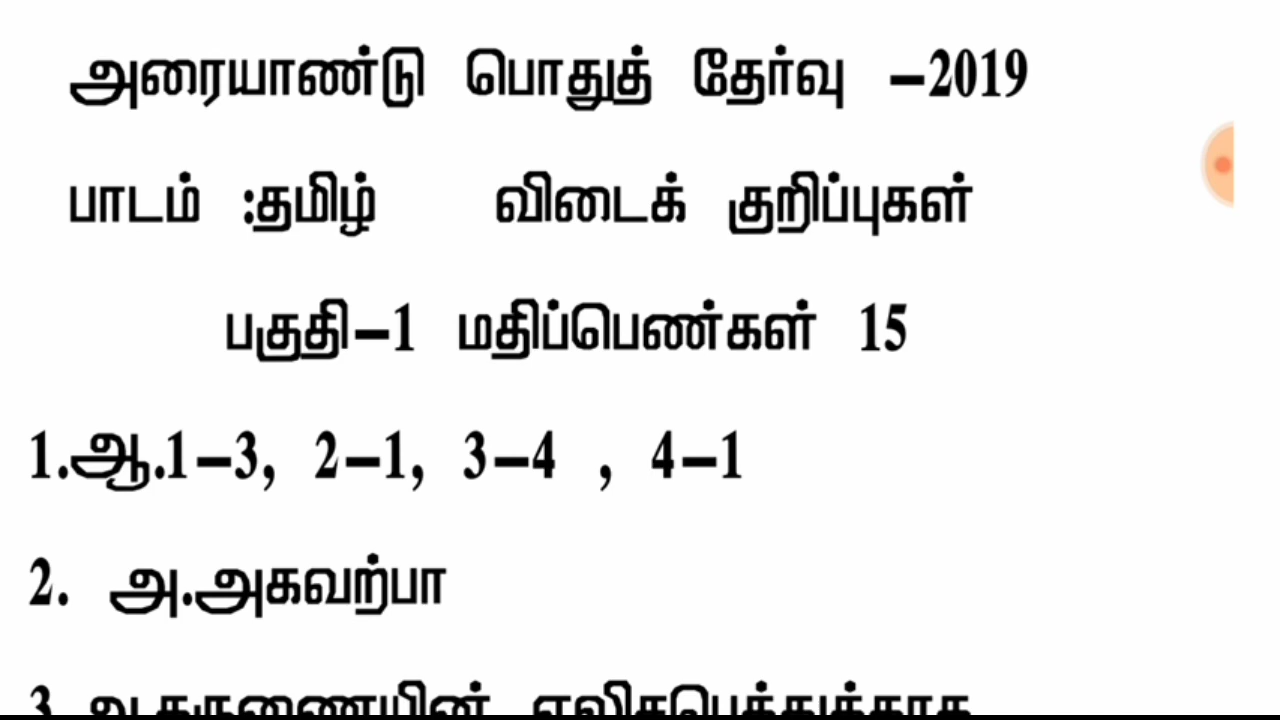 அரையாண்டு பொதுத் தேர்வு –2019
பாடம் :தமிழ் விடைக் குறிப்புகள்
பகுதி–1 மதிப்பெண்கள் 15
1.ஆ.1–3, 2–1, 3–4 , 4–1
2. அ.அகவற்பா
3